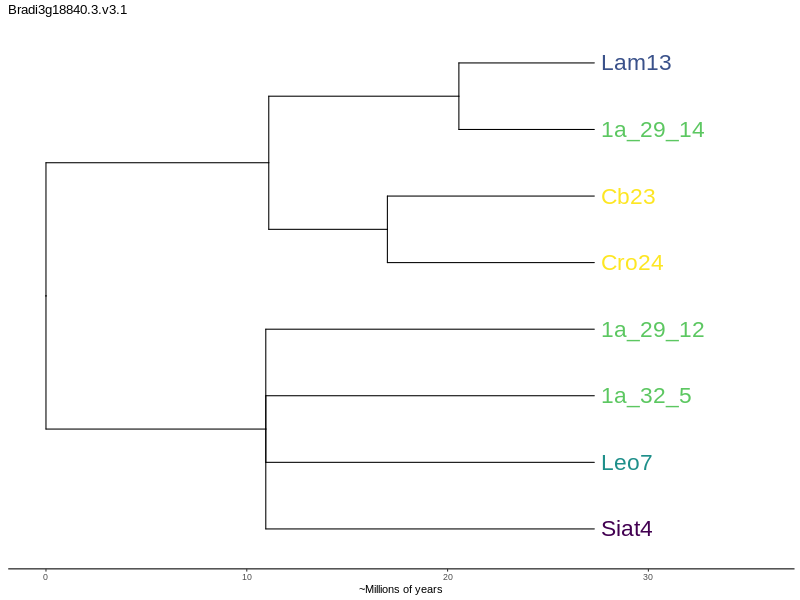 Bradi3g18840.3.v3.1
Lam13
1a_29_14
Cb23
Cro24
1a_29_12
1a_32_5
Leo7
Siat4
0 10 20 30
~Millions of years